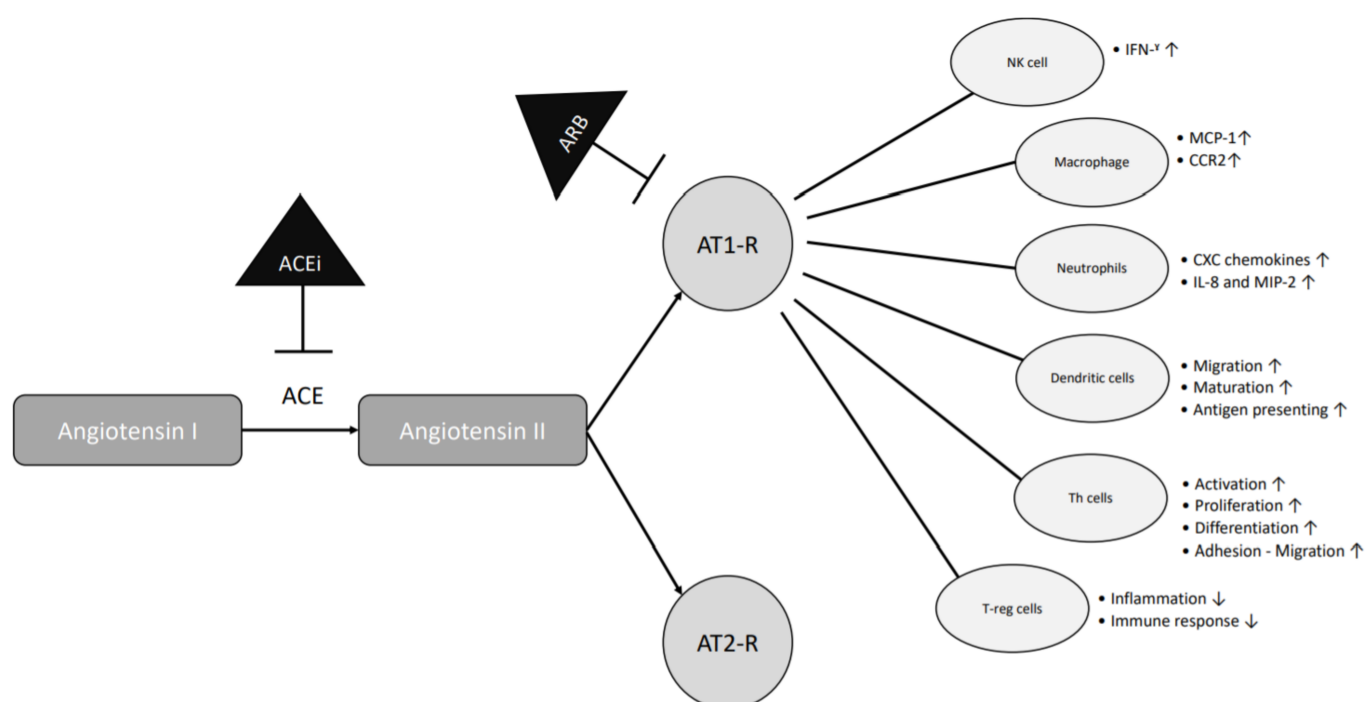 NK cell
• IFN-ɤ ↑
ARB
Macrophage
• MCP-1↑
• CCR2↑
ACEi
AT1-R
Neutrophils
• CXC chemokines ↑
• IL-8 and MIP-2 ↑
Dendritic cells
• Migration ↑
• Maturation ↑
• Antigen presenting ↑
ACE
Angiotensin I
Angiotensin II
Th cells
• Activation ↑
• Proliferation ↑
• Differentiation ↑
• Adhesion - Migration ↑
T-reg cells
• Inflammation ↓
• Immune response ↓
AT2-R